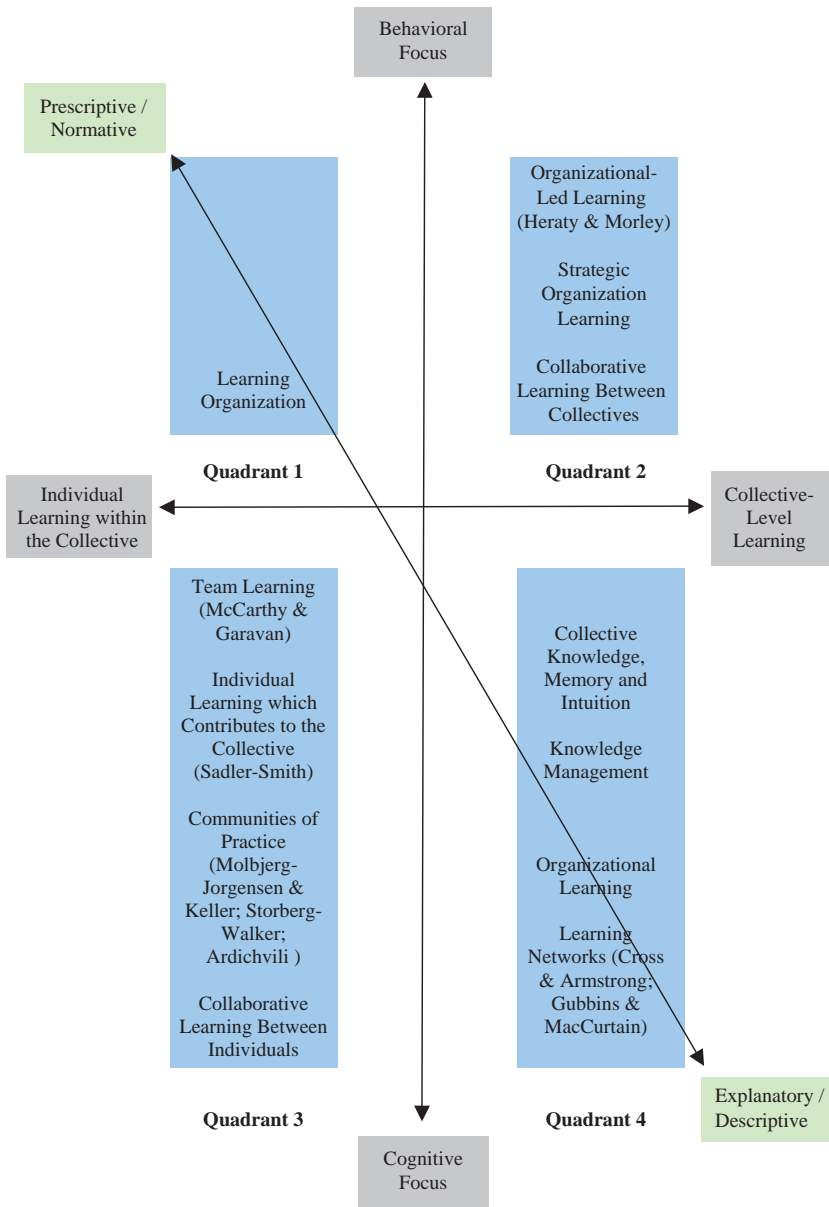 Behavioral
Focus
Prescriptive /
Normative
Learning
Organization
Quadrant 1
Organizational-
Led Learning
(Heraty & Morley)
Strategic
Organization
Learning
Collaborative
Learning Between
Collectives
Quadrant 2
Individual
Learning within
the Collective
Collective-
Level
Learning
Team Learning
(McCarthy &
Garavan)
Individual
Learning which
Contributes to the
Collective
(Sadler-Smith)
Communities of
Practice
(Molbjerg-
Jorgensen &
Keller; Storberg-
Walker;
Ardichvili )
Collaborative
Learning Between
Individuals
Quadrant 3
Collective
Knowledge,
Memory and
Intuition
Knowledge
Management
Organizational
Learning
Learning
Networks (Cross
& Armstrong;
Gubbins &
MacCurtain)
Quadrant 4
Explanatory /
Descriptive
Cognitive
Focus